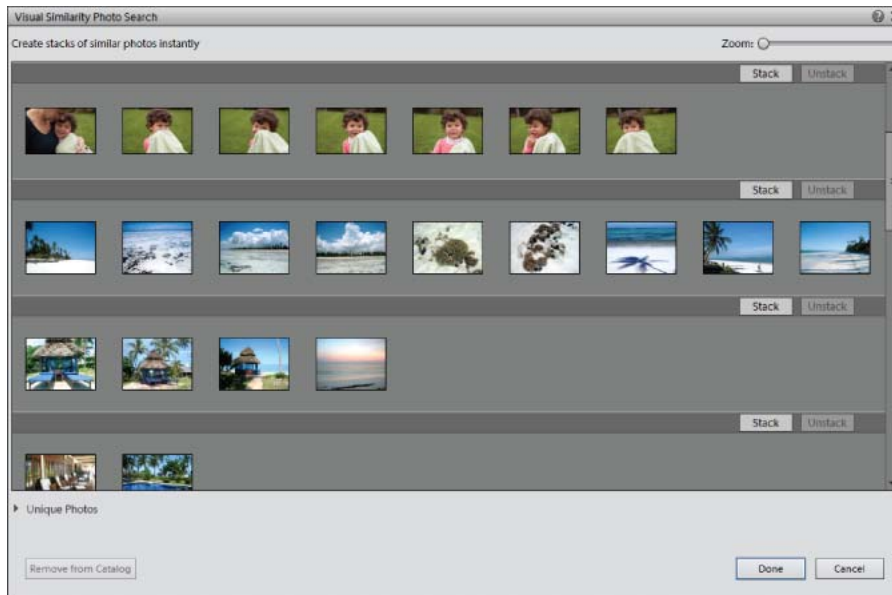 Visual Similarity Photo Search
Create stacks of similar photos instantly
Zoom:
Stack Unstack
Stack Unstack
Stack Unstack
Stack Unstack
Unique Photos
Remove from Catalog
Done Cancel